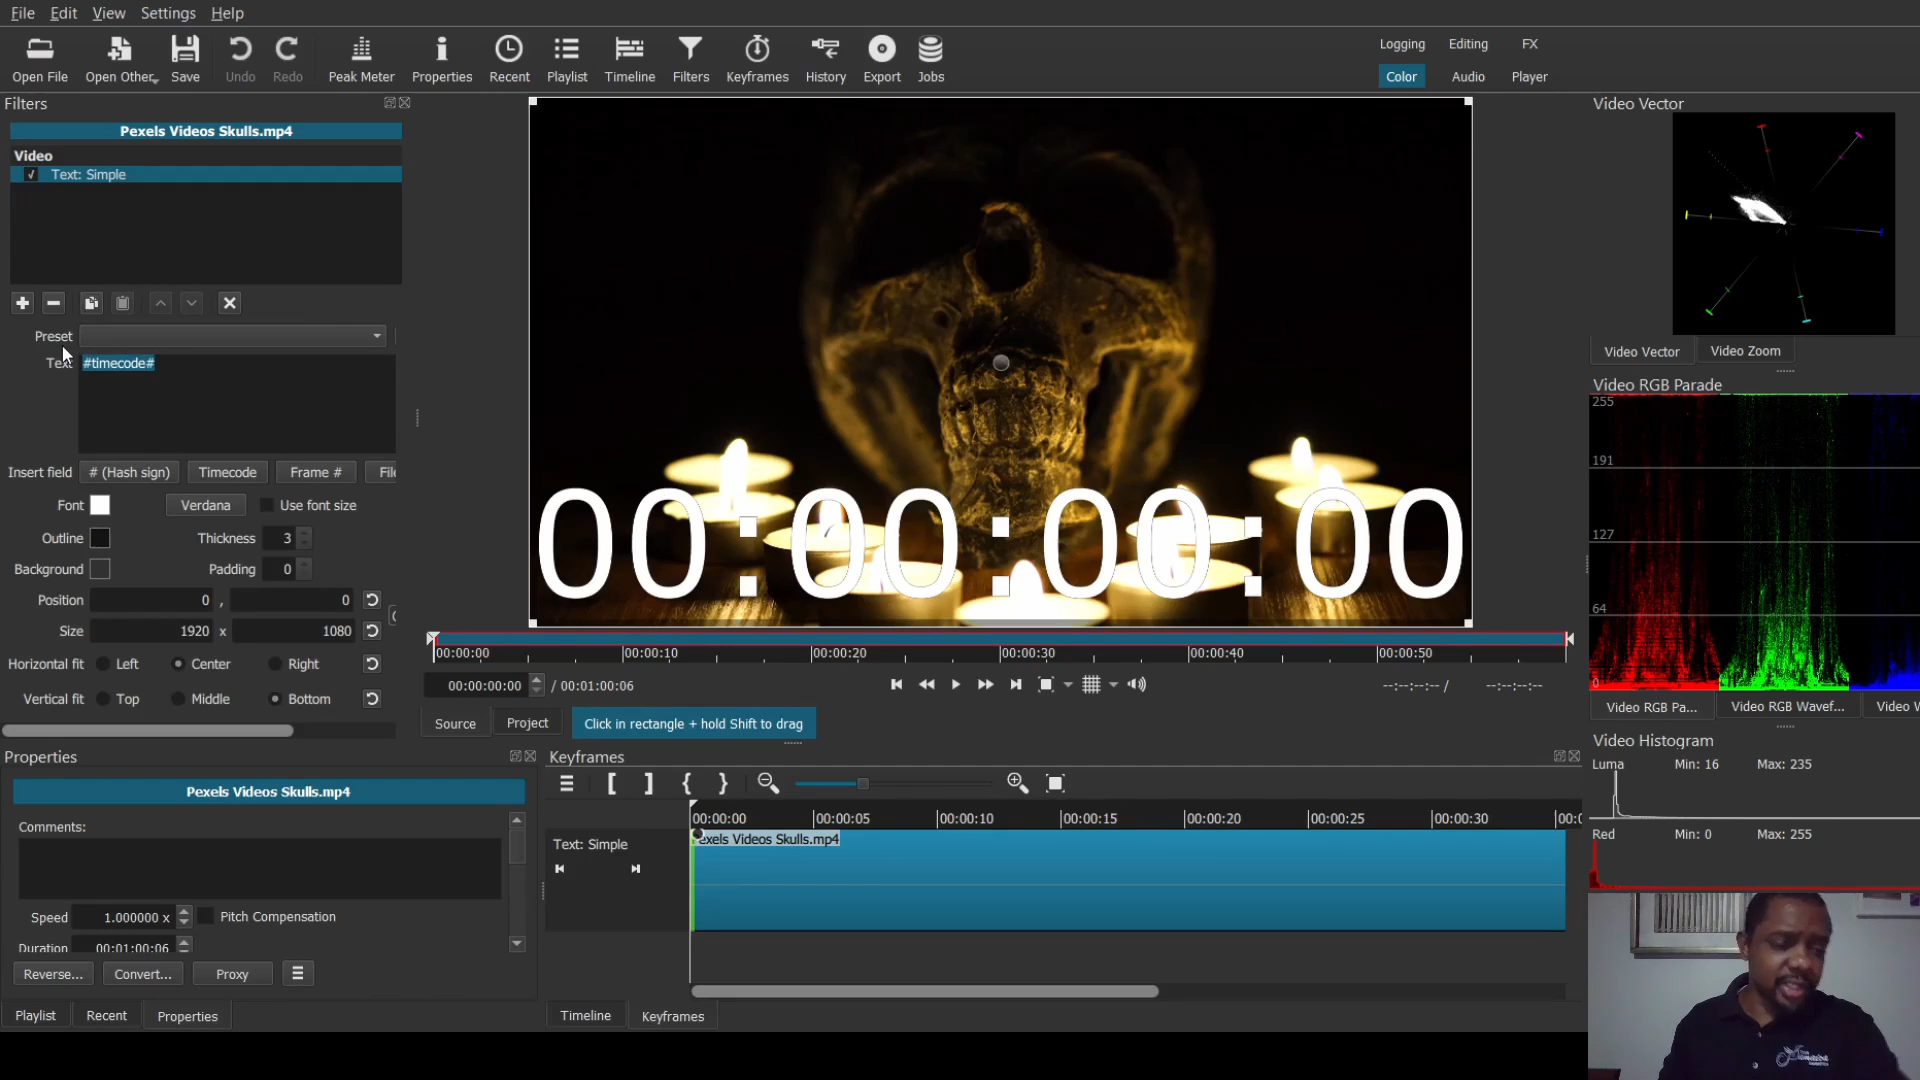 File Edit View Settings Help
Open File Open Other... Save Undo Redo Peak Meter Properties Recent Playlist Timeline Filters Keyframes History Export Jobs
Logging Editing FX
Color Audio Player
Filters
Pexels Videos Skulls.mp4
Video
Text: Simple
Preset
Text #timecode#
Insert field # (Hash sign) Timecode Frame # File
Font Verdana Use font size
Outline Thickness 3
Background Padding 0
Position 0 , 0
Size 1920 x 1080
Horizontal fit Left Center Right
Vertical fit Top Middle Bottom
00:00:00:00
00:00:00 00:00:10 00:00:20 00:00:30 00:00:40 00:00:50
00:00:00:00 / 00:01:00:06 --:--:--:-- / --:--:--:--
Source Project Click in rectangle + hold Shift to drag
Video Vector
Video Vector Video Zoom
Video RGB Parade
255
191
127
64
0
Video RGB Pa... Video RGB Wavef... Video W
Video Histogram
Luma Min: 16 Max: 235
Red Min: 0 Max: 255
Properties
Pexels Videos Skulls.mp4
Comments:
Speed 1.000000 x Pitch Compensation
Duration 00:01:00:06
Reverse... Convert... Proxy
Playlist Recent Properties
Keyframes
00:00:00 00:00:05 00:00:10 00:00:15 00:00:20 00:00:25 00:00:30 00:0
Text: Simple
Pexels Videos Skulls.mp4
Timeline Keyframes